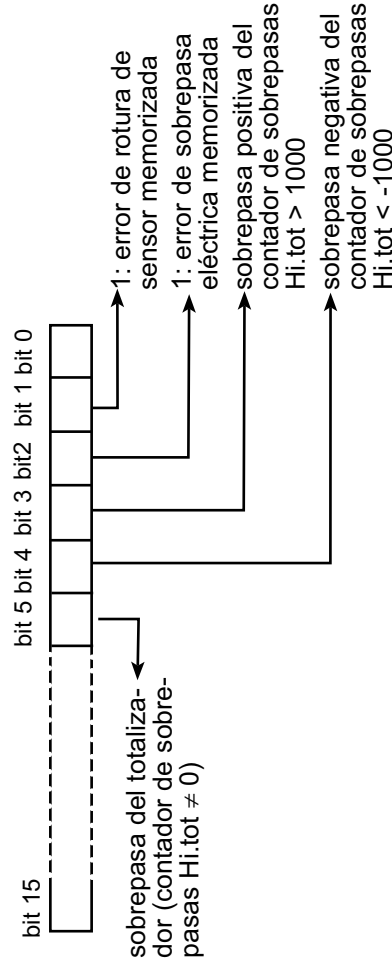 bit 15
bit 5 bit 4 bit 3 bit2 bit 1 bit 0
sobrepasa del totaliza-
dor (contador de sobre-
pasas Hi.tot ≠ 0)
1: error de rotura de
sensor memorizada
1: error de sobrepasa
eléctrica memorizada
sobrepasa positiva del
contador de sobrepasas
Hi.tot > 1000
sobrepasa negativa del
contador de sobrepasas
Hi.tot < -1000